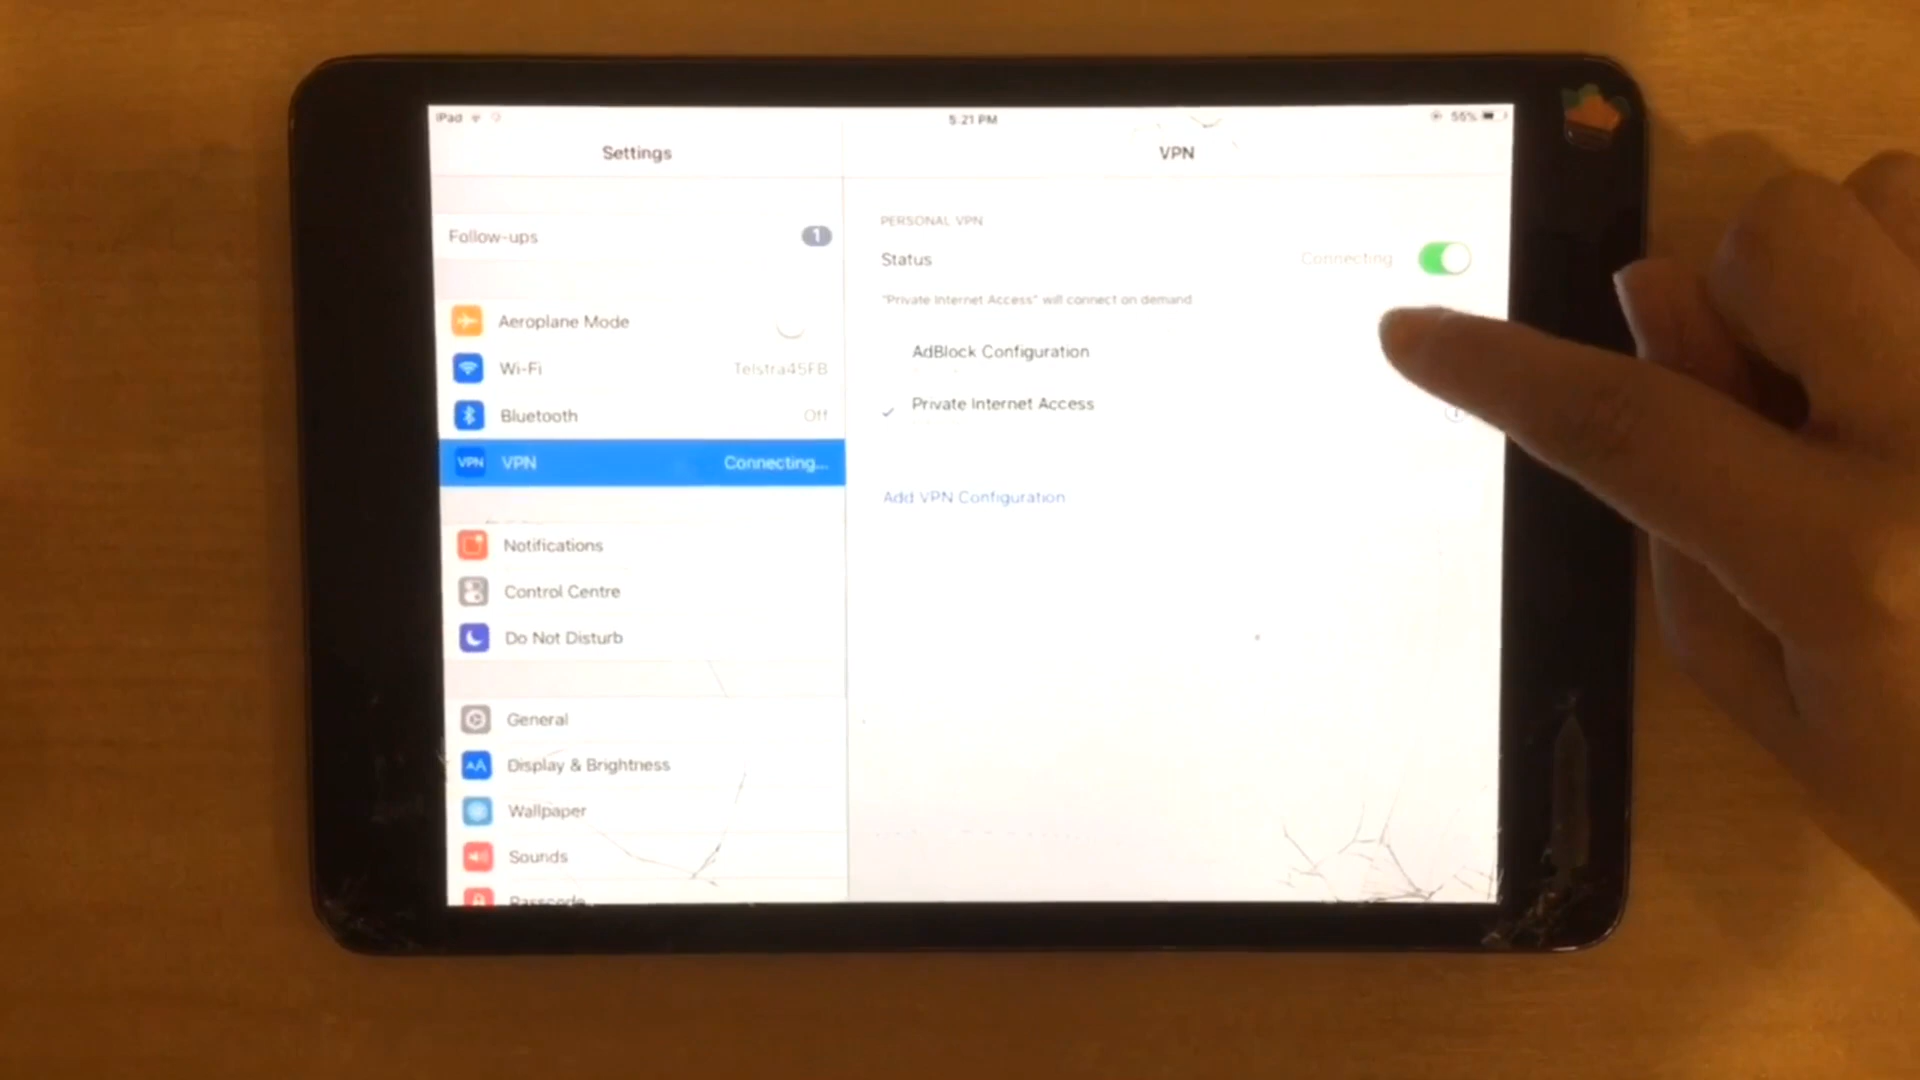 iPad 5:21 PM 56%
Settings
VPN
Follow-ups 1
Aeroplane Mode
Wi-Fi Telstra45FB
Bluetooth Off
VPN VPN Connecting...
Notifications
Control Centre
Do Not Disturb
General
AA Display & Brightness
Wallpaper
Sounds
Passcode
PERSONAL VPN
Status Connecting
"Private Internet Access" will connect on demand
AdBlock Configuration
Private Internet Access
Add VPN Configuration